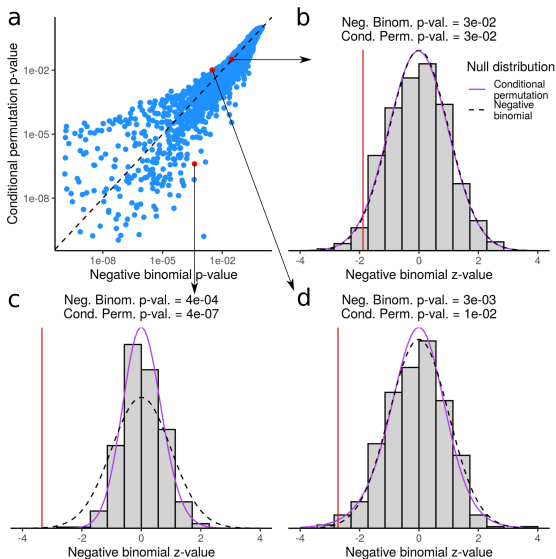 a
Conditional permutation p-value
1e-02
1e-05
1e-08
1e-08
1e-05
1e-02
Negative binomial p-value
b
Neg. Binom. p-val. = 3e-02
Cond. Perm. p-val. = 3e-02
Null distribution
Conditional
permutation
Negative
binomial
-4
-2
0
2
4
Negative binomial z-value
c
Neg. Binom. p-val. = 4e-04
Cond. Perm. p-val. = 4e-07
-4
-2
0
2
4
Negative binomial z-value
d
Neg. Binom. p-val. = 3e-03
Cond. Perm. p-val. = 1e-02
-4
-2
0
2
4
Negative binomial z-value